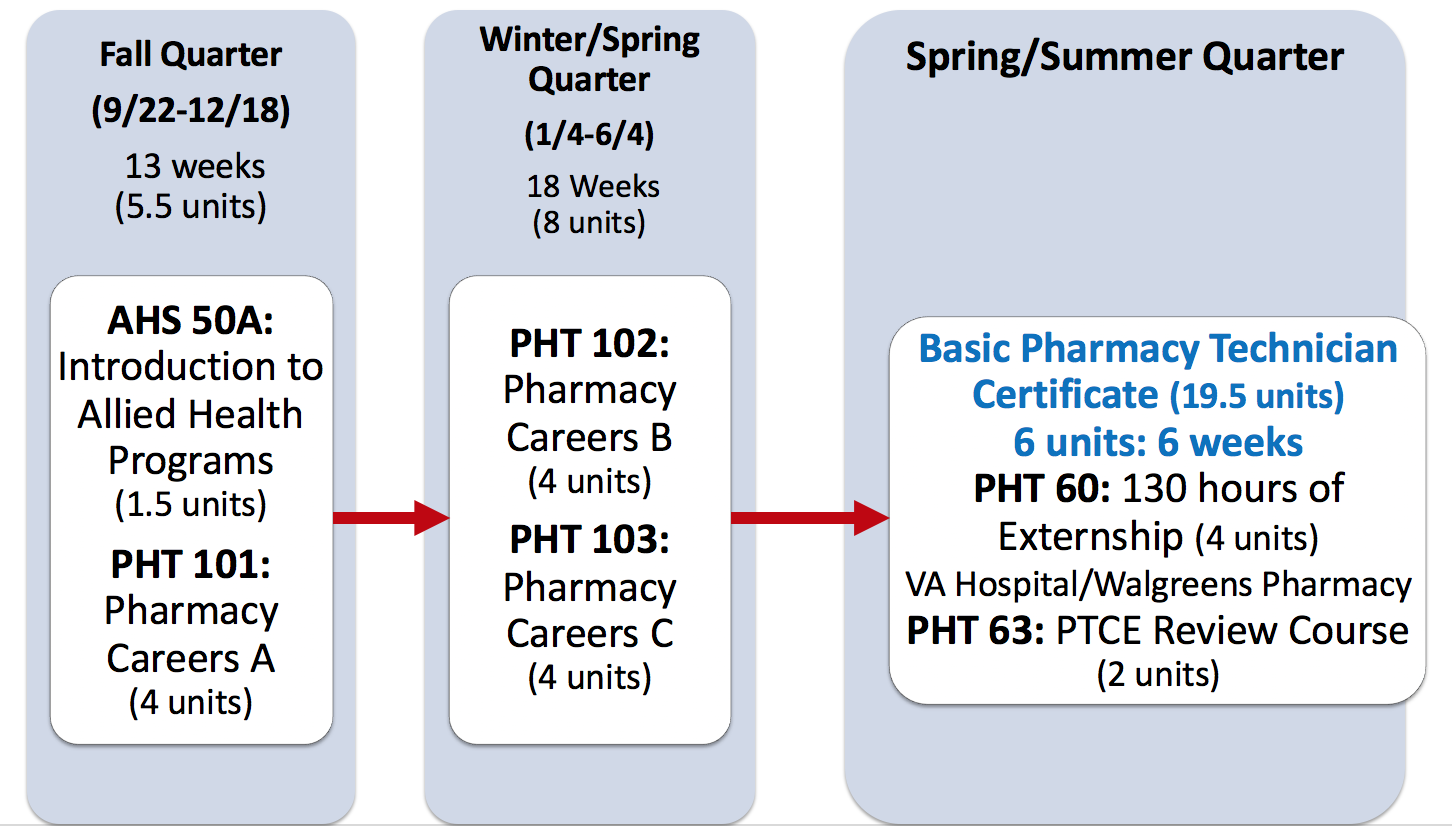 Fall Quarter
(9/22-12/18)
13 weeks
(5.5 units)
AHS 50A:
Introduction to
Allied Health
Programs
(1.5 units)
PHT 101:
Pharmacy
Careers A
(4 units)
Winter/Spring
Quarter
(1/4-6/4)
18 Weeks
(8 units)
PHT 102:
Pharmacy
Careers B
(4 units)
PHT 103:
Pharmacy
Careers C
(4 units)
Spring/Summer Quarter
Basic Pharmacy Technician
Certificate (19.5 units)
6 units: 6 weeks
PHT 60: 130 hours of
Externship (4 units)
VA Hospital/Walgreens Pharmacy
PHT 63: PTCE Review Course
(2 units)